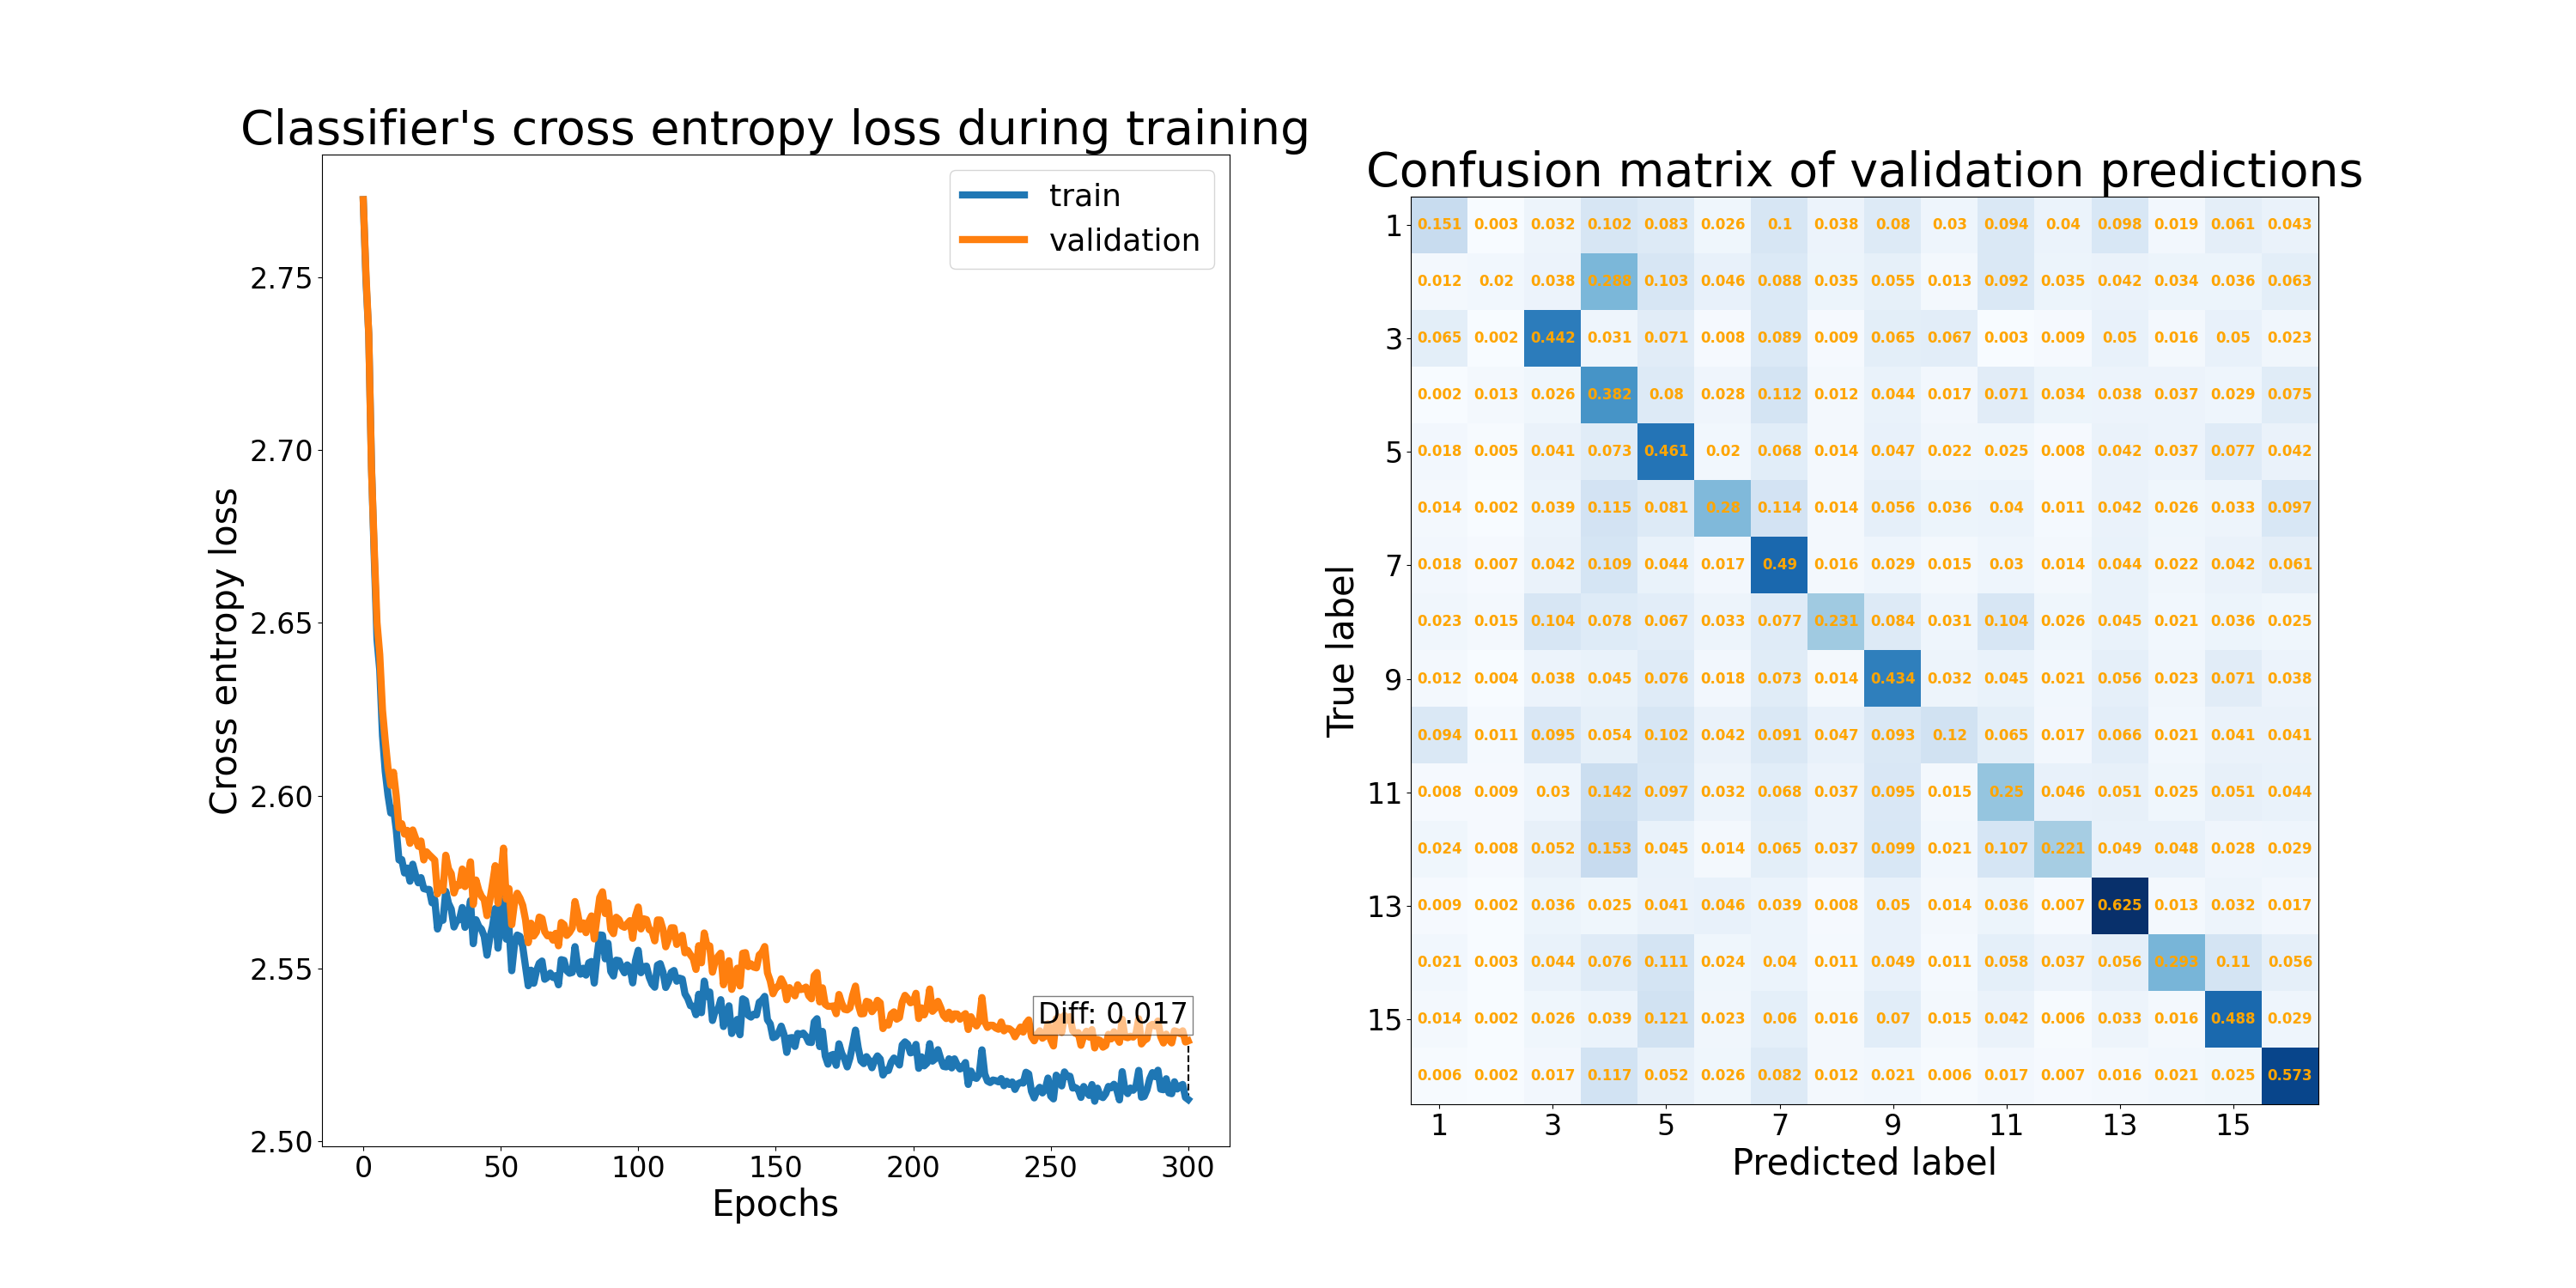 Classifier's cross entropy loss during training
train
validation
2.75
2.70
2.65
2.60
2.55
2.50
Cross entropy loss
Diff: 0.017
0 50 100 150 200 250 300
Epochs
Confusion matrix of validation predictions
True label
1 0.151 0.003 0.032 0.102 0.083 0.026 0.1 0.038 0.08 0.03 0.094 0.04 0.098 0.019 0.061 0.043
0.012 0.02 0.038 0.288 0.103 0.046 0.088 0.035 0.055 0.013 0.092 0.035 0.042 0.034 0.036 0.063
3 0.065 0.002 0.442 0.031 0.071 0.008 0.089 0.009 0.065 0.067 0.003 0.009 0.05 0.016 0.05 0.023
0.002 0.013 0.026 0.382 0.08 0.028 0.112 0.012 0.044 0.017 0.071 0.034 0.038 0.037 0.029 0.075
5 0.018 0.005 0.041 0.073 0.461 0.02 0.068 0.014 0.047 0.022 0.025 0.008 0.042 0.037 0.077 0.042
0.014 0.002 0.039 0.115 0.081 0.28 0.114 0.014 0.056 0.036 0.04 0.011 0.042 0.026 0.033 0.097
7 0.018 0.007 0.042 0.109 0.044 0.017 0.49 0.016 0.029 0.015 0.03 0.014 0.044 0.022 0.042 0.061
0.023 0.015 0.104 0.078 0.067 0.033 0.077 0.231 0.084 0.031 0.104 0.026 0.045 0.021 0.036 0.025
9 0.012 0.004 0.038 0.045 0.076 0.018 0.073 0.014 0.434 0.032 0.045 0.021 0.056 0.023 0.071 0.038
0.094 0.011 0.095 0.054 0.102 0.042 0.091 0.047 0.093 0.12 0.065 0.017 0.066 0.021 0.041 0.041
11 0.008 0.009 0.03 0.142 0.097 0.032 0.068 0.037 0.095 0.015 0.25 0.046 0.051 0.025 0.051 0.044
0.024 0.008 0.052 0.153 0.045 0.014 0.065 0.037 0.099 0.021 0.107 0.221 0.049 0.048 0.028 0.029
13 0.009 0.002 0.036 0.025 0.041 0.046 0.039 0.008 0.05 0.014 0.036 0.007 0.625 0.013 0.032 0.017
0.021 0.003 0.044 0.076 0.111 0.024 0.04 0.011 0.049 0.011 0.058 0.037 0.056 0.293 0.11 0.056
15 0.014 0.002 0.026 0.039 0.121 0.023 0.06 0.016 0.07 0.015 0.042 0.006 0.033 0.016 0.488 0.029
0.006 0.002 0.017 0.117 0.052 0.026 0.082 0.012 0.021 0.006 0.017 0.007 0.016 0.021 0.025 0.573
1 3 5 7 9 11 13 15
Predicted label